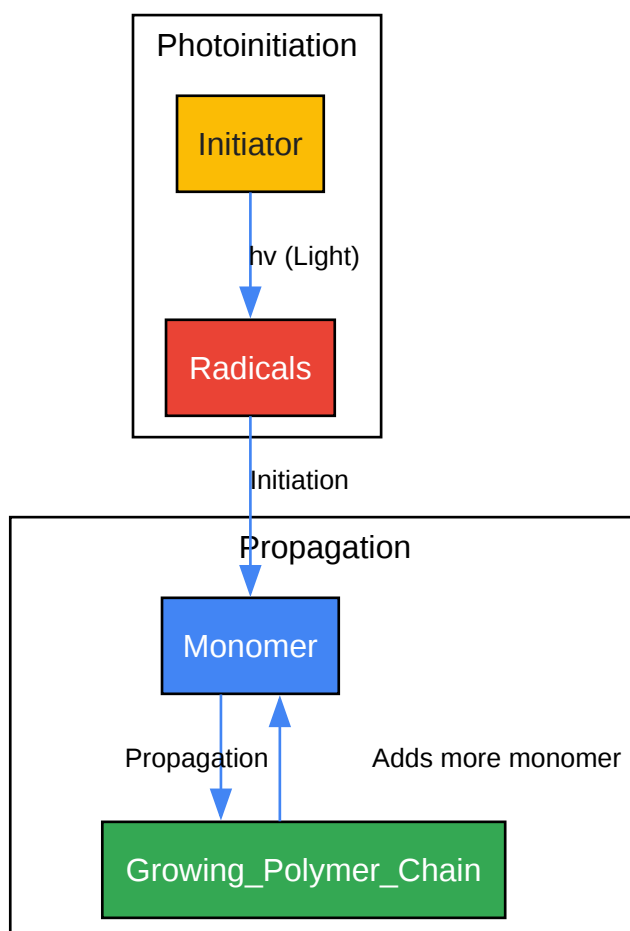 Photoinitiation
Initiator
hv (Light)
Radicals
Initiation
Propagation
Monomer
Propagation
Adds more monomer
Growing_Polymer_Chain